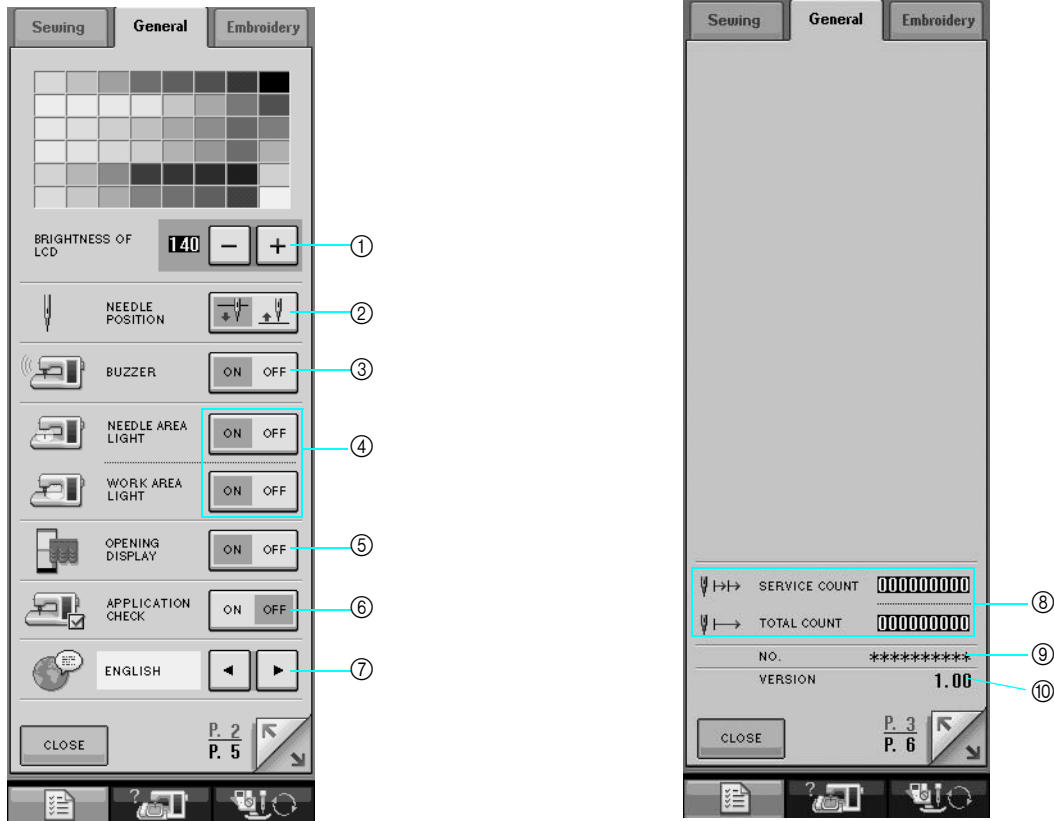 Sewing General Embroidery
BRIGHTNESS OF
LCD
140 − +
①
NEEDLE
POSITION
②
BUZZER
ON OFF
③
NEEDLE AREA
LIGHT
ON OFF
④
WORK AREA
LIGHT
ON OFF
OPENING
DISPLAY
ON OFF
⑤
APPLICATION
CHECK
ON OFF
⑥
ENGLISH
⑦
CLOSE
P. 2
P. 5
?
Sewing General Embroidery
SERVICE COUNT 000000000
TOTAL COUNT 000000000
⑧
NO. **********
⑨
VERSION 1.00
⑩
CLOSE
P. 3
P. 6
?